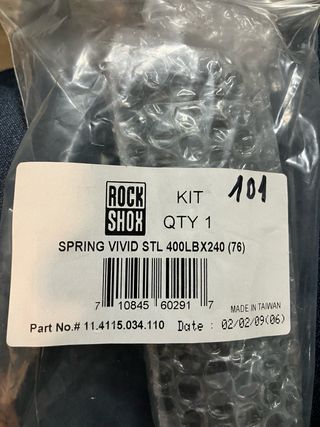 ROCK
SHOX
KIT
101
QTY 1
SPRING VIVID STL 400LBX240 (76)
7 10845 60291 7
MADE IN TAIWAN
Part No.# 11.4115.034.110 Date : 02/02/09(06)